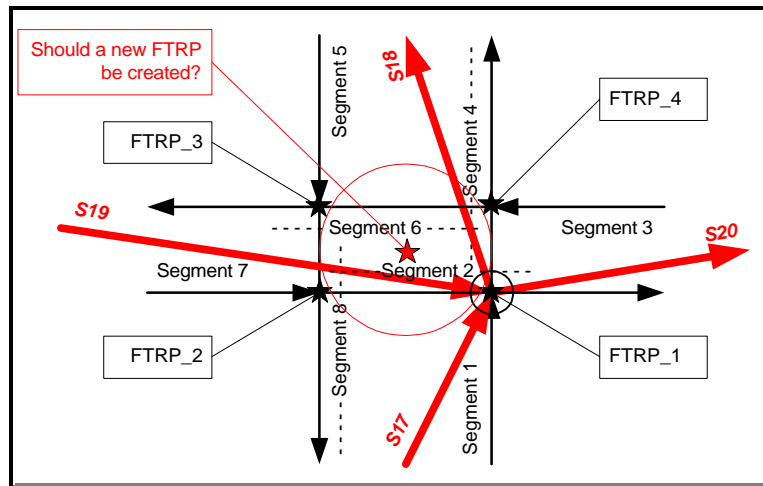 Should a new FTRP
be created?
Segment 5
S18
Segment 4
FTRP_4
FTRP_3
S19
Segment 6
Segment 3
S20
Segment 7
Segment 2
Segment 8
FTRP_2
S17
Segment 1
FTRP_1